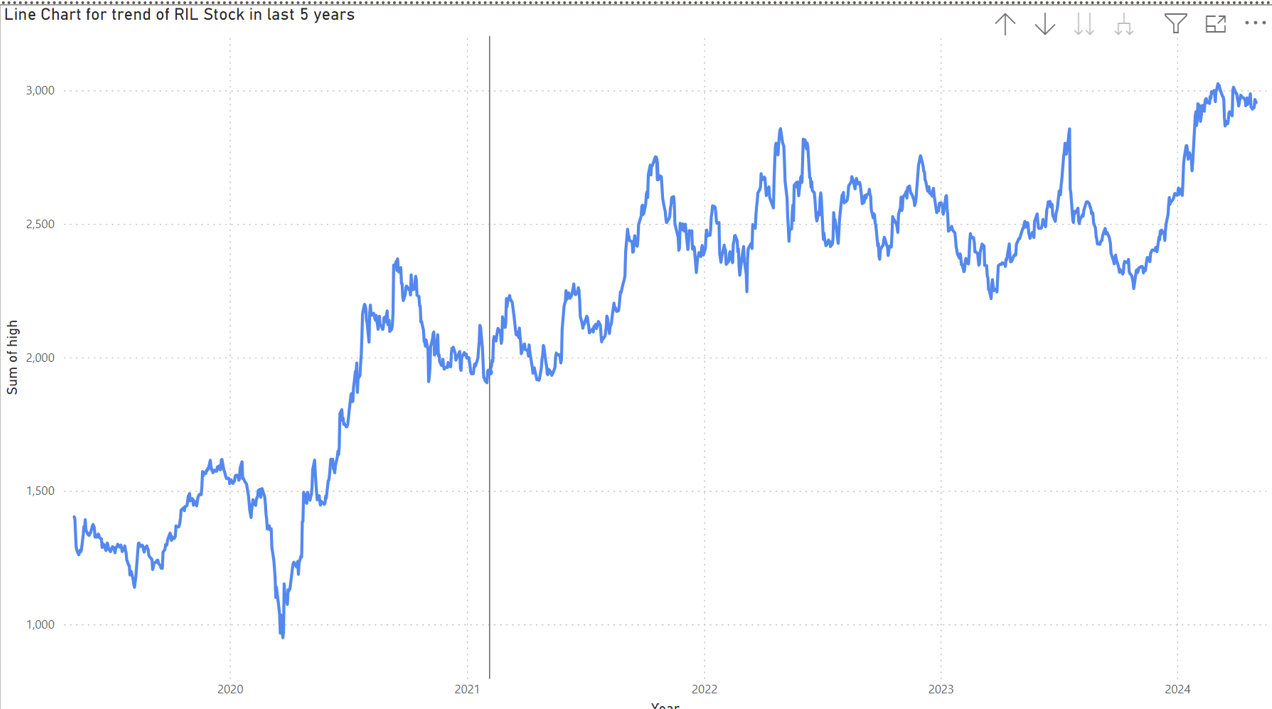 Line Chart for trend of RIL Stock in last 5 years
3,000
2,500
2,000
1,500
1,000
Sum of high
2020 2021 2022 2023 2024
Year